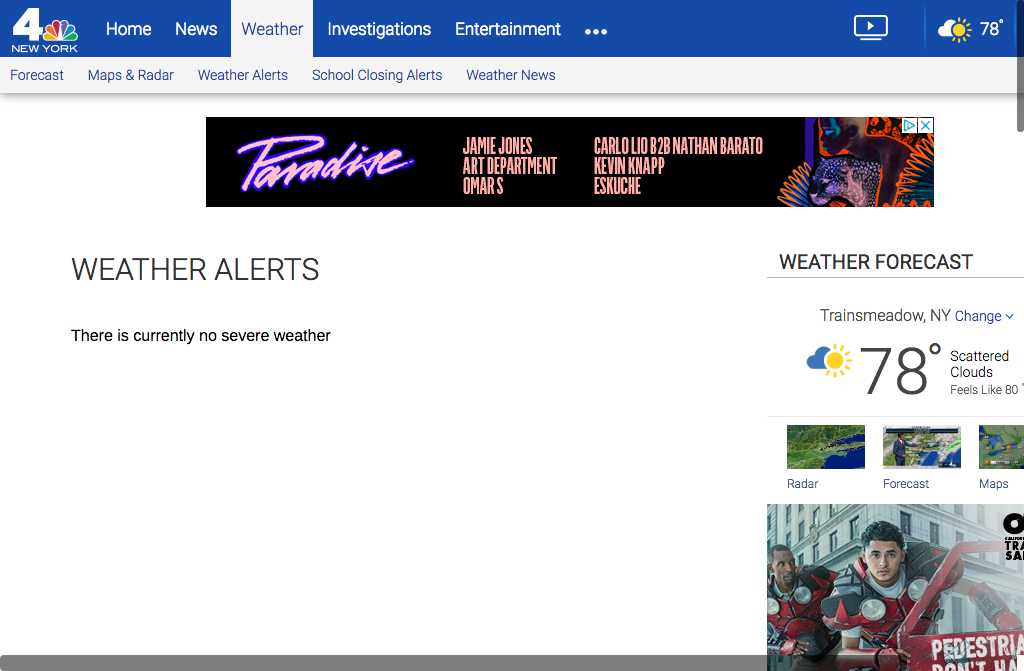 4
NEW YORK
Home
News
Weather
Investigations
Entertainment
78°
Forecast
Maps & Radar
Weather Alerts
School Closing Alerts
Weather News
Paradise
JAMIE JONES
ART DEPARTMENT
OMAR S
CARLO LIO B2B NATHAN BARATO
KEVIN KNAPP
ESKUCHE
WEATHER ALERTS
There is currently no severe weather
WEATHER FORECAST
Trainsmeadow, NY Change
78°
Scattered
Clouds
Feels Like 80 °
Radar
Forecast
Maps
PEDESTRIA
DON'T HA